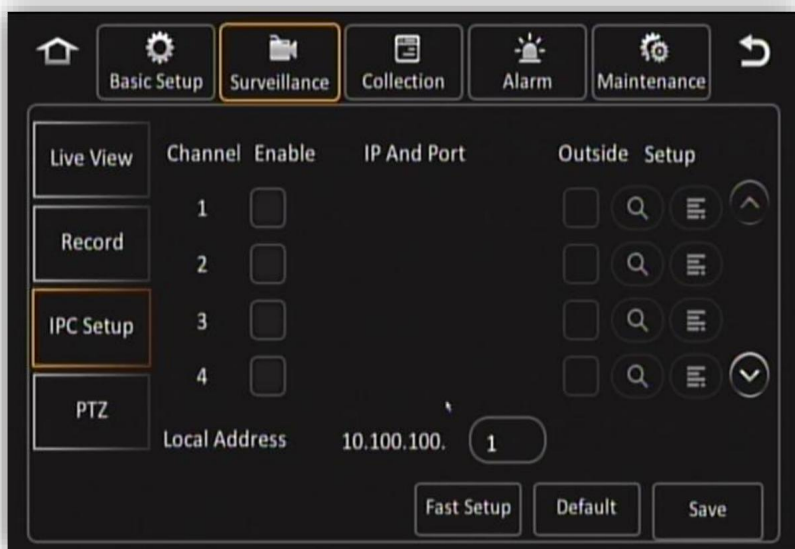 Basic Setup Surveillance Collection Alarm Maintenance
Live View
Record
IPC Setup
PTZ
Channel Enable IP And Port Outside Setup
1
2
3
4
Local Address 10.100.100. 1
Fast Setup Default Save